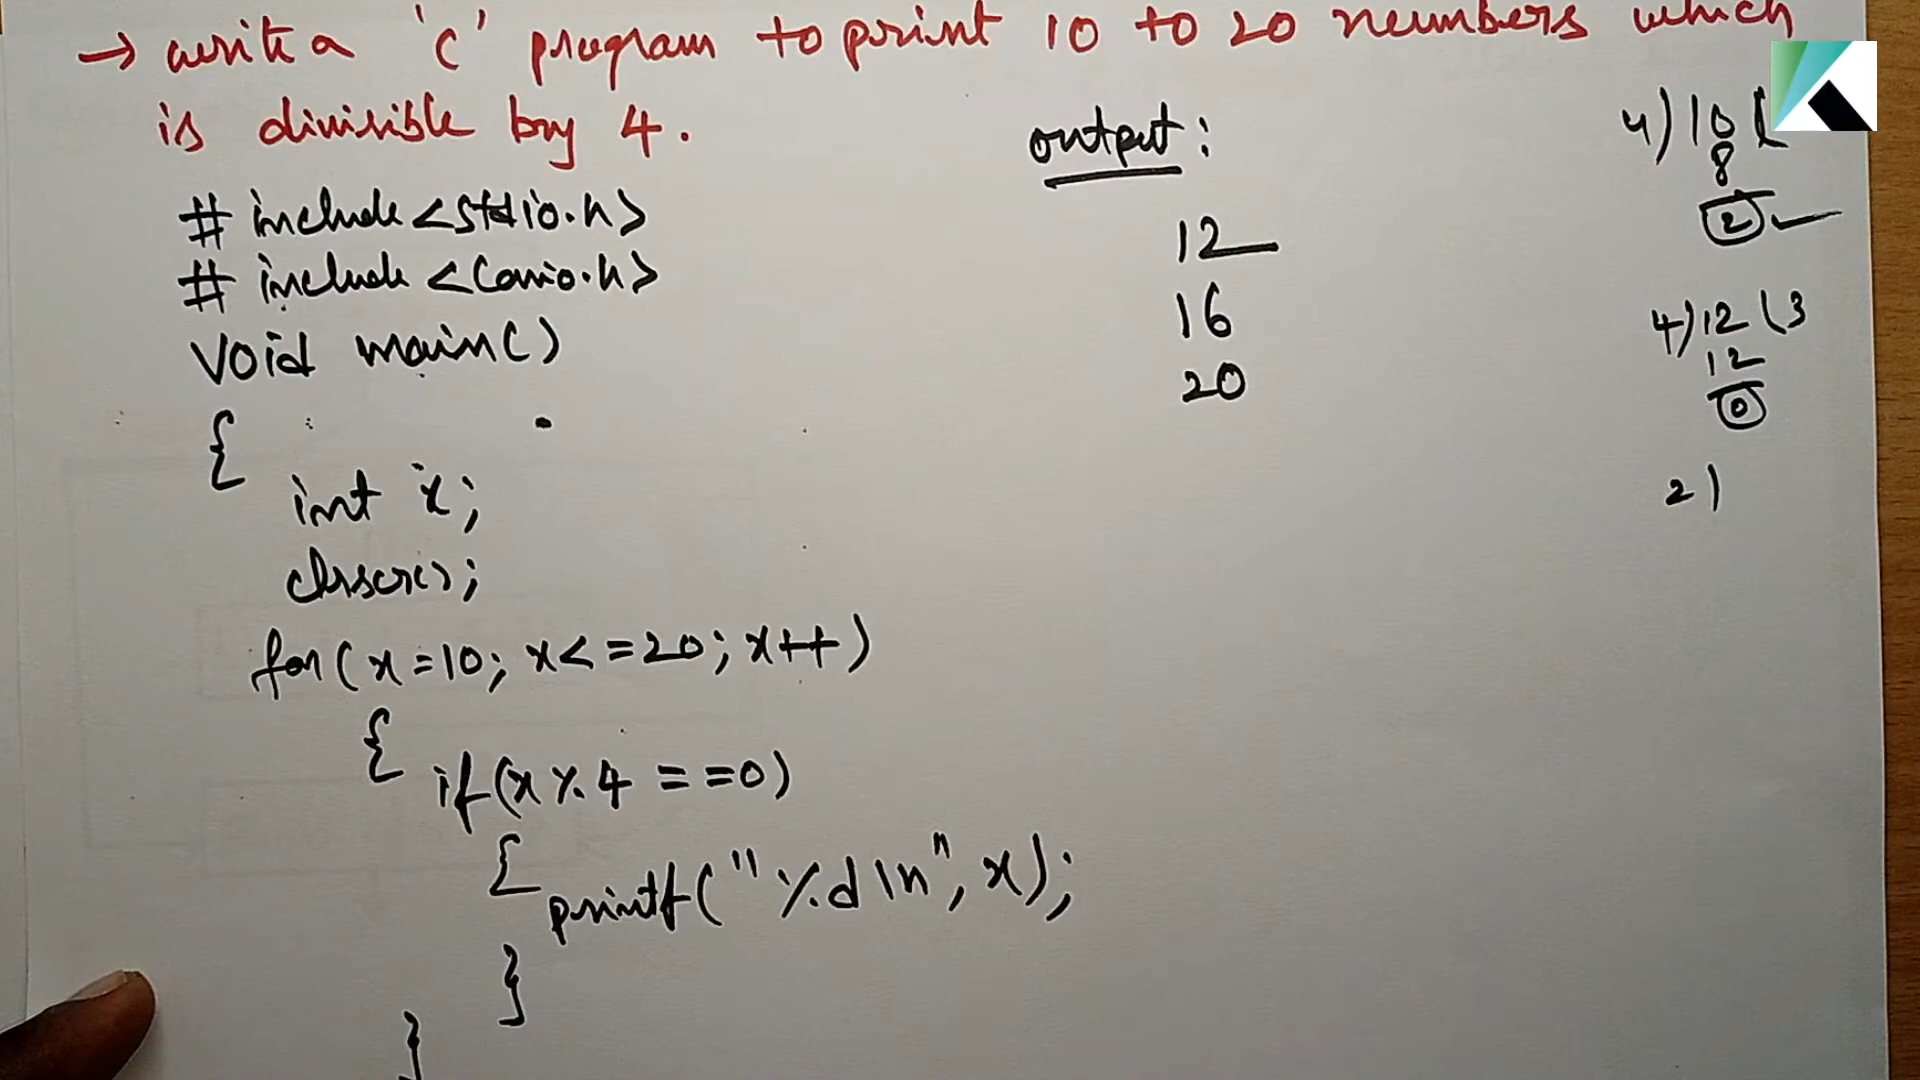 → write a 'C' program to print 10 to 20 numbers which
is divisible by 4.
# include <stdio.h>
# include <conio.h>
void main()
{
int x;
clrscr();
for(x=10; x<=20; x++)
{ if(x%4 ==0)
{ printf("%d\n", x);
}
}
output:
12
16
20
4)10(
8
2
4)12(3
12
0
2)